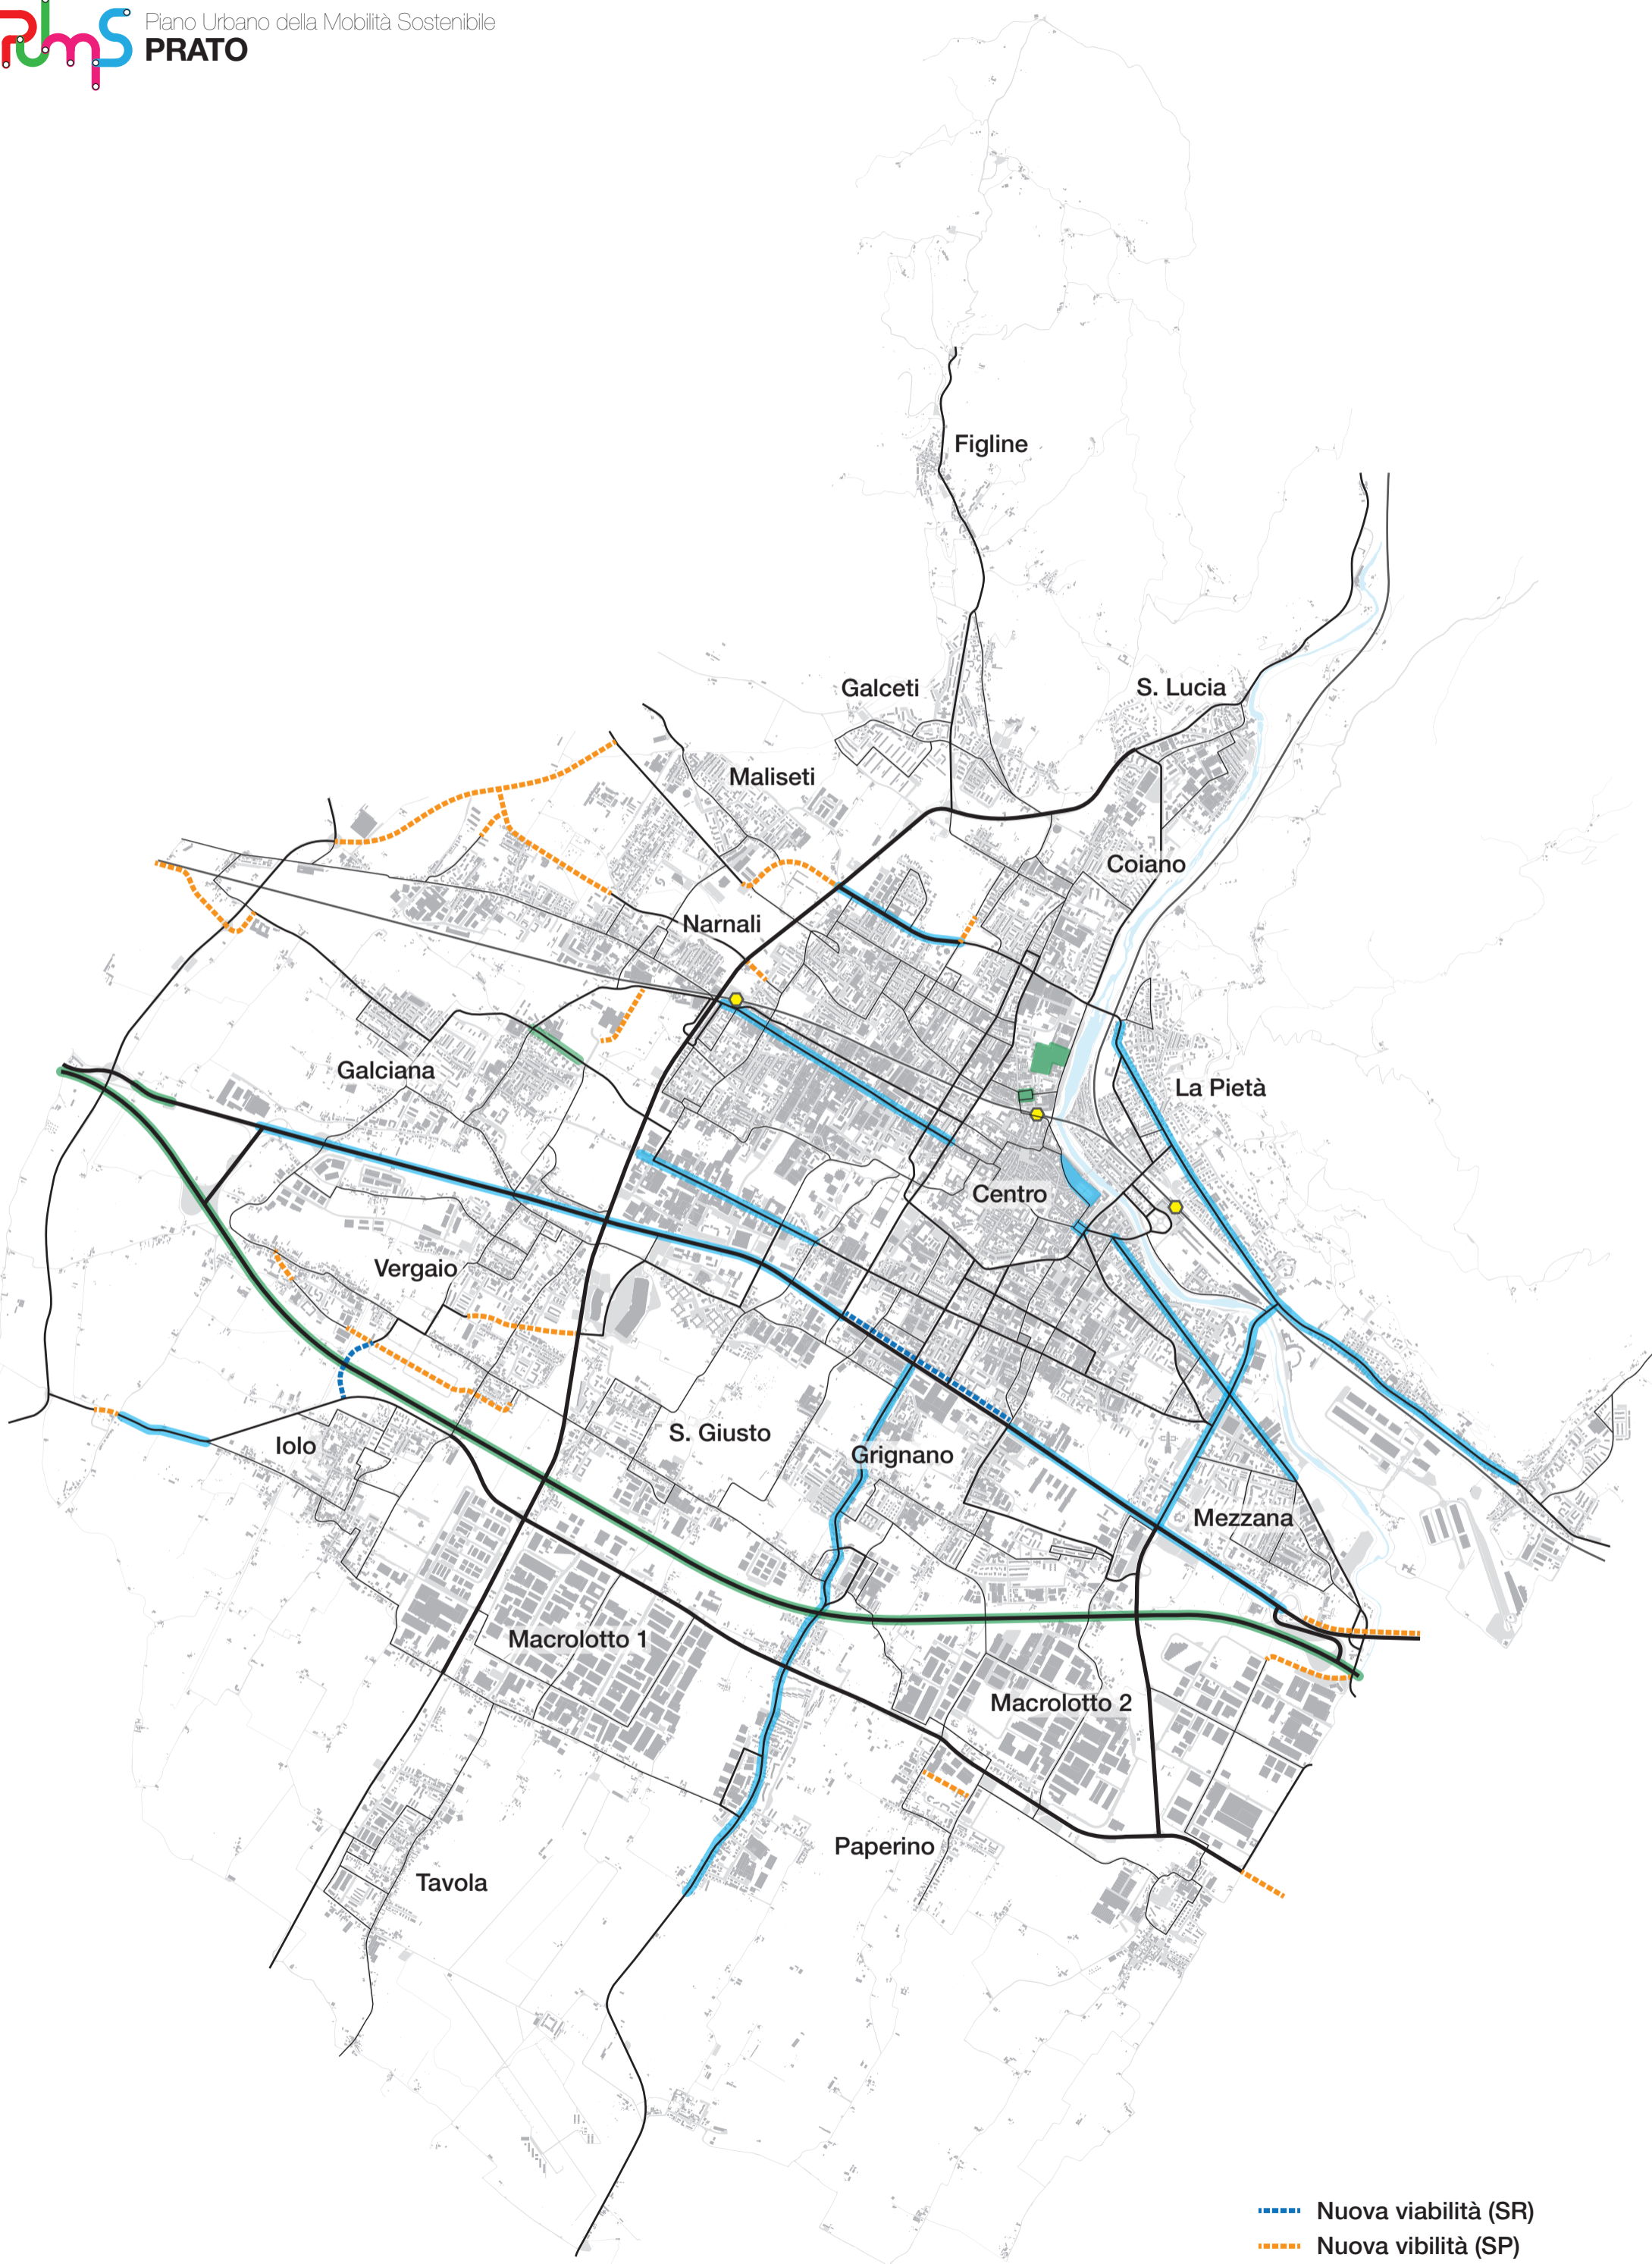 pums
Piano Urbano della Mobilità Sostenibile
PRATO
Figline
Galceti
S. Lucia
Maliseti
Coiano
Narnali
Galciana
La Pietà
Centro
Vergaio
S. Giusto
Iolo
Grignano
Mezzana
Macrolotto 1
Macrolotto 2
Paperino
Tavola
Nuova viabilità (SR)
Nuova vibilità (SP)